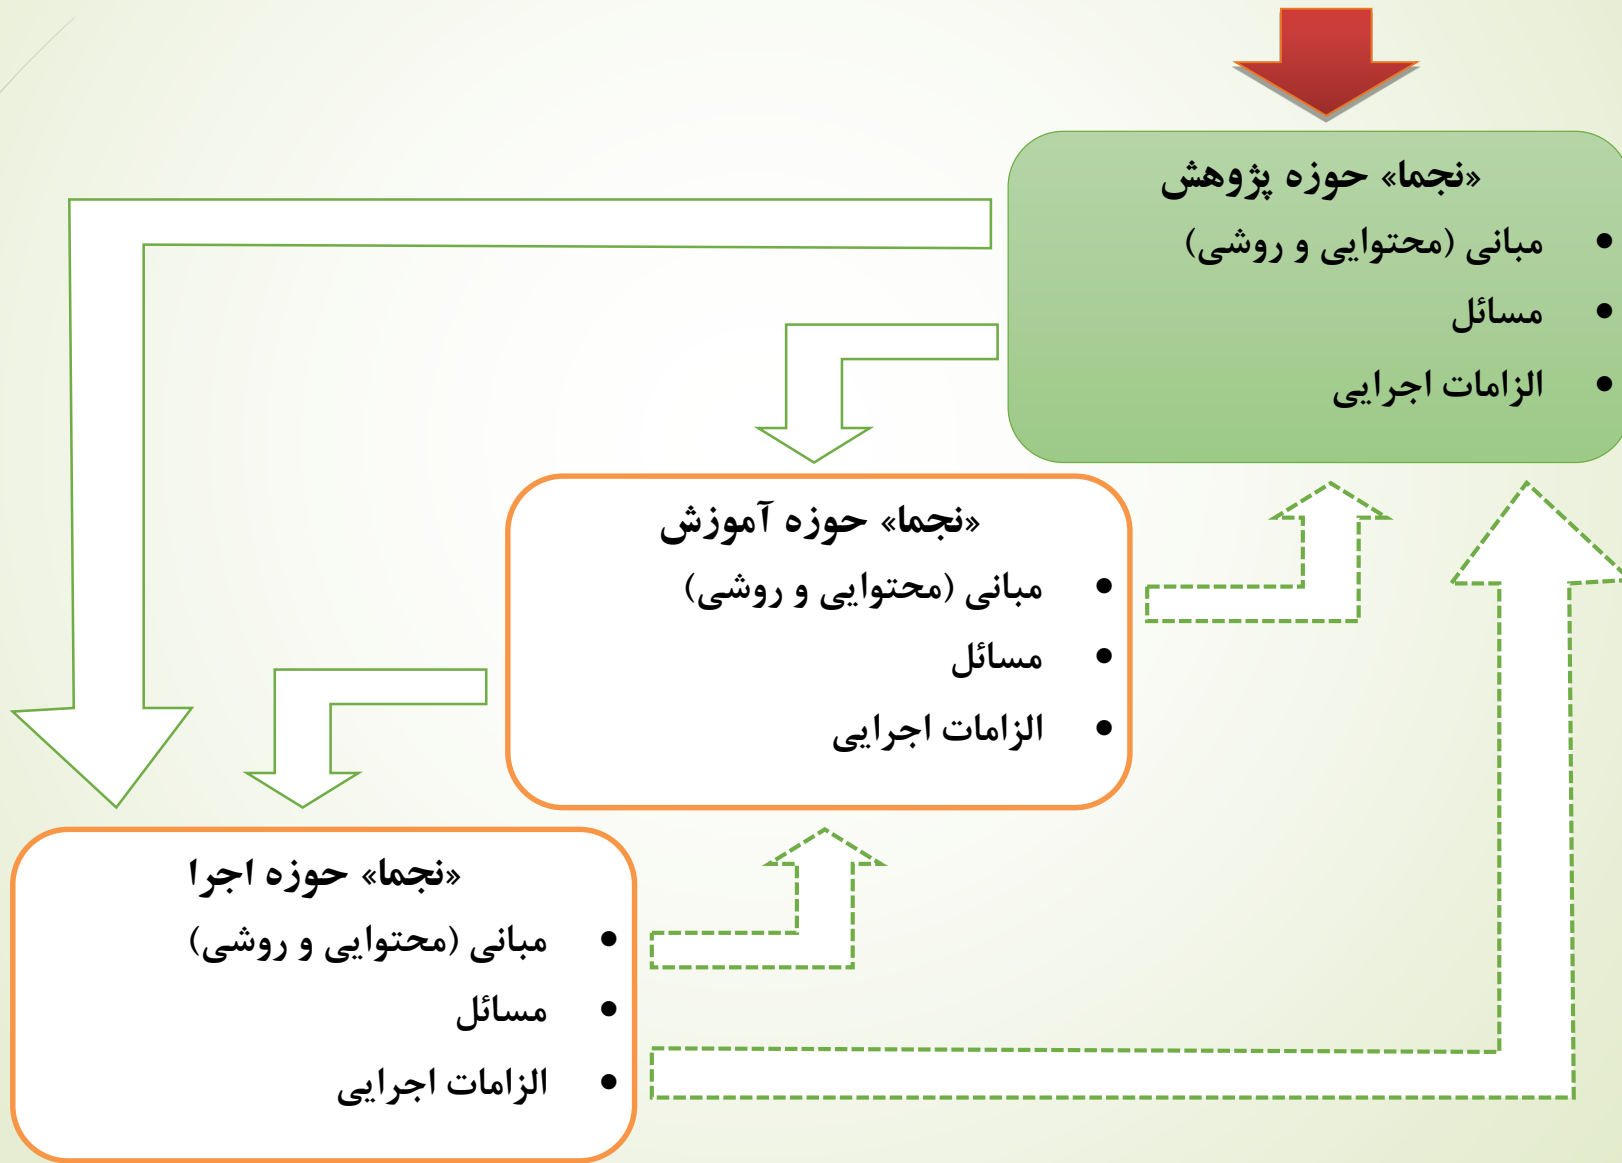 «نجما» حوزه پژوهش
• مبانی (محتوایی و روشی)
• مسائل
• الزامات اجرایی
«نجما» حوزه آموزش
• مبانی (محتوایی و روشی)
• مسائل
• الزامات اجرایی
«نجما» حوزه اجرا
• مبانی (محتوایی و روشی)
• مسائل
• الزامات اجرایی